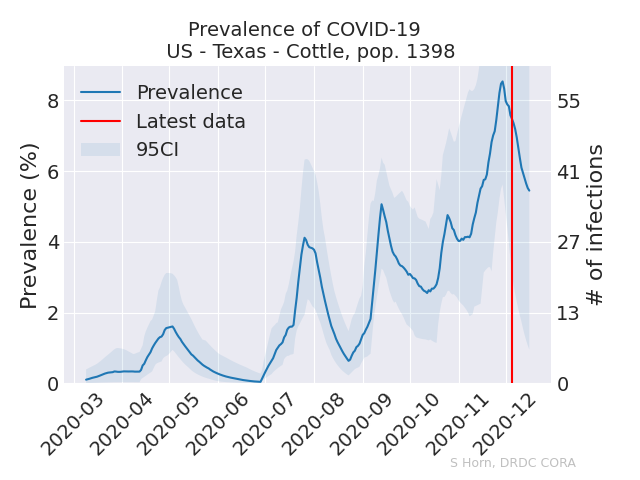 Prevalence of COVID-19
US - Texas - Cottle, pop. 1398
Prevalence
Latest data
95CI
Prevalence (%)
8
6
4
2
0
55
41
27
13
0
# of infections
2020-03
2020-04
2020-05
2020-06
2020-07
2020-08
2020-09
2020-10
2020-11
2020-12
S Horn, DRDC CORA